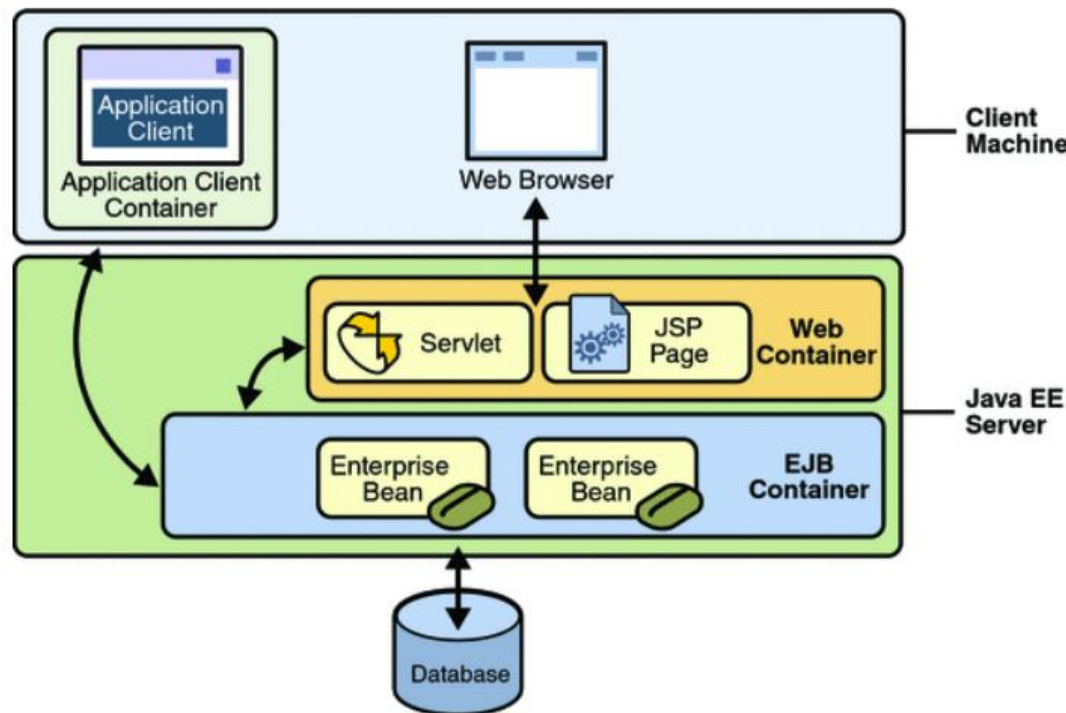 Application
Client
Application Client
Container
Web Browser
Client
Machine
Servlet
JSP
Page
Web
Container
Java EE
Server
Enterprise
Bean
Enterprise
Bean
EJB
Container
Database